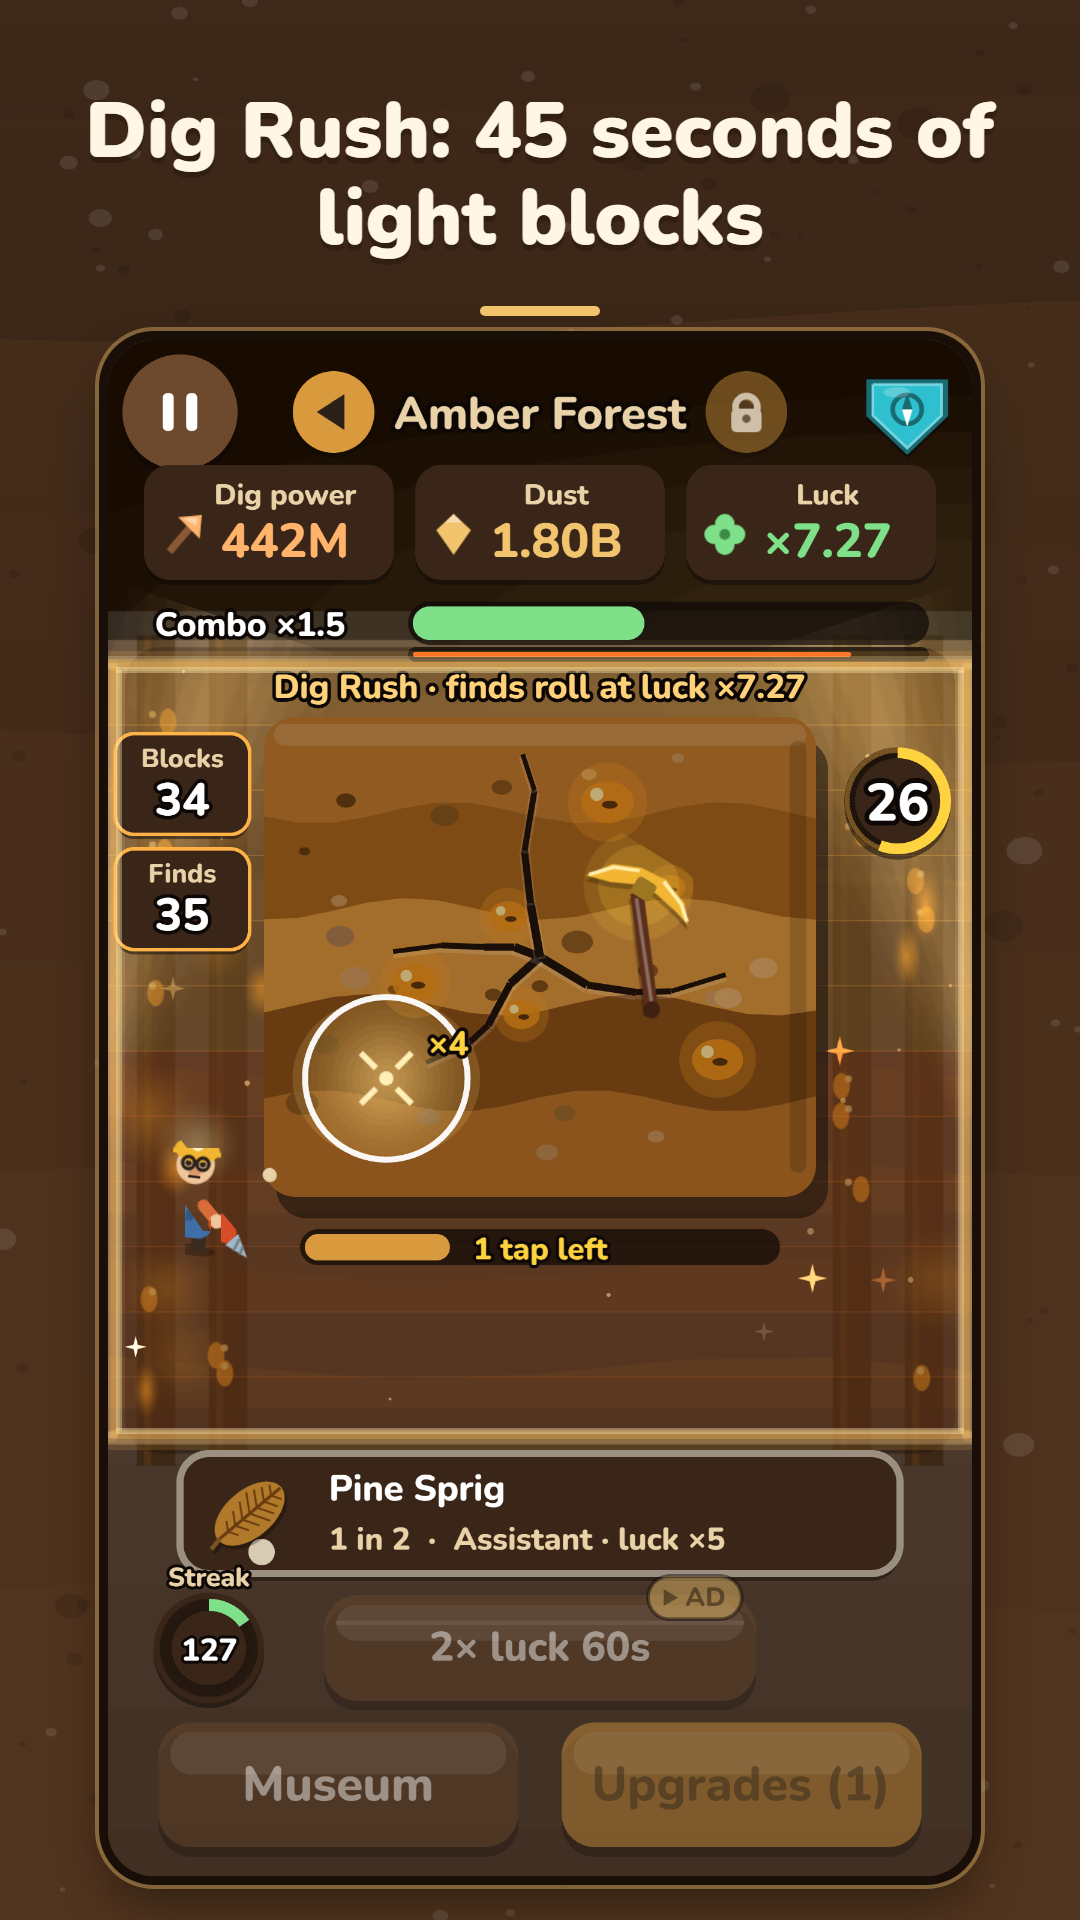 Dig Rush: 45 seconds of
light blocks
Amber Forest
Dig power
442M
Dust
1.80B
Luck
×7.27
Combo ×1.5
Dig Rush · finds roll at luck ×7.27
Blocks
34
Finds
35
26
×4
1 tap left
Pine Sprig
1 in 2 · Assistant · luck ×5
Streak
127
AD
2× luck 60s
Museum
Upgrades (1)